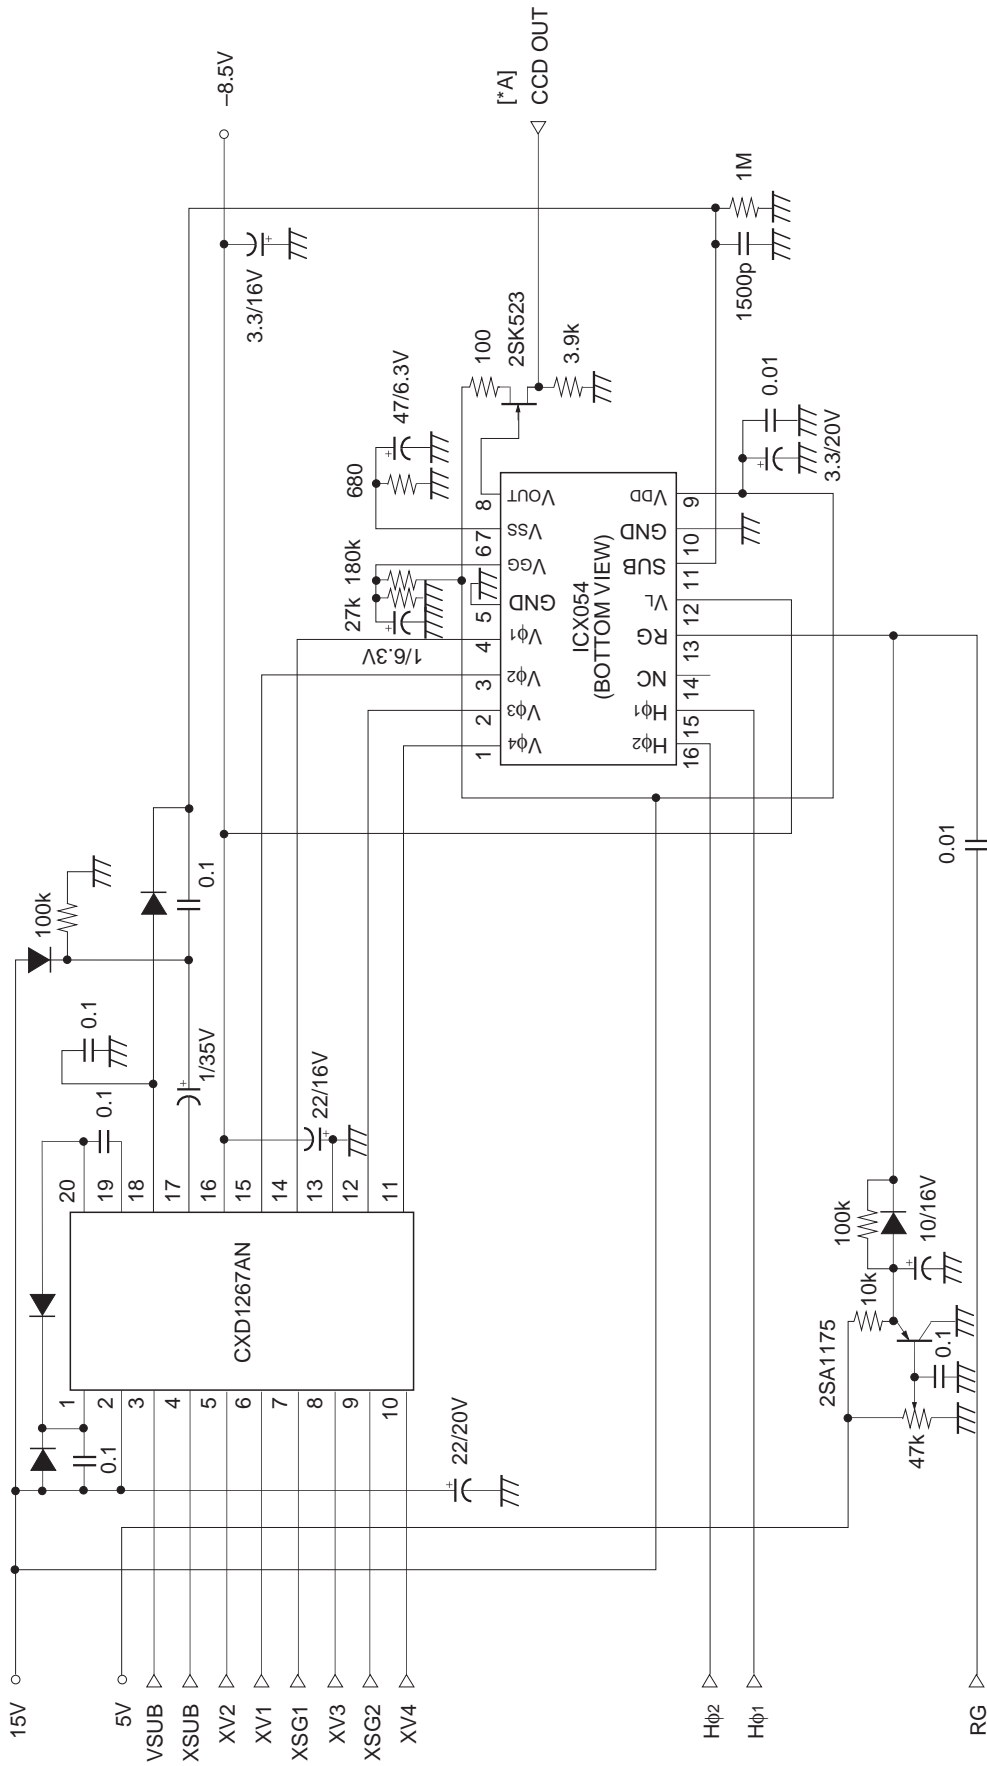 15V
5V
VSUB
XSUB
XV2
XV1
XSG1
XV3
XSG2
XV4
Hϕ2
Hϕ1
RG
0.1
22/20V
1
2
3
4
5
6
7
8
9
10
CXD1267AN
20
19
18
17
16
15
14
13
12
11
0.1
0.1
1/35V
22/16V
100k
0.1
–8.5V
3.3/16V
[*A]
CCD OUT
1/6.3V
27k
180k
680
47/6.3V
100
2SK523
3.9k
1
2
3
4
5
6
7
8
Vϕ4
Vϕ3
Vϕ2
Vϕ1
GND
VGG
VSS
VOUT
ICX054
(BOTTOM VIEW)
Hϕ2
Hϕ1
NC
RG
VL
SUB
GND
VDD
16
15
14
13
12
11
10
9
1500p
1M
0.01
3.3/20V
47k
2SA1175
0.1
10k
100k
10/16V
0.01